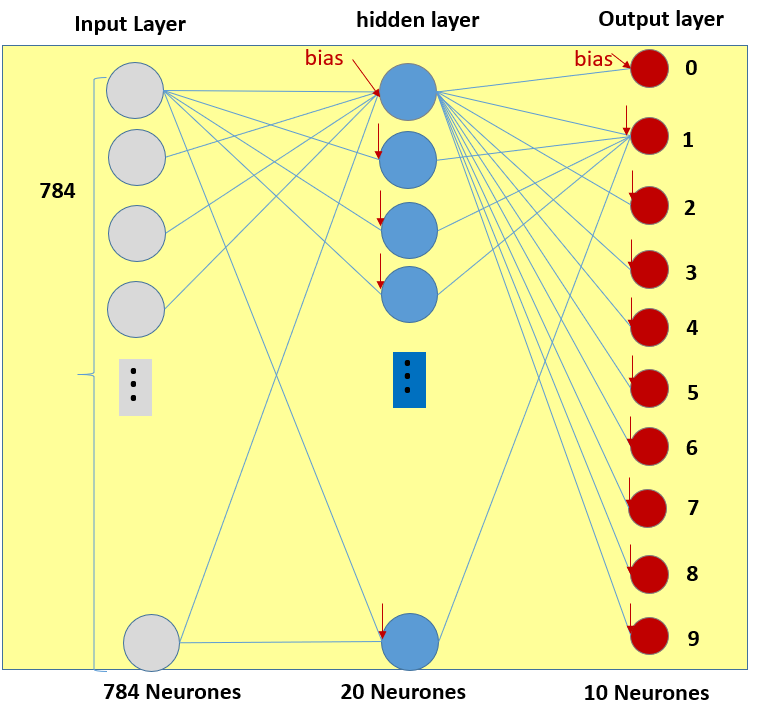 Input Layer
hidden layer
Output layer
bias
bias
0
1
784
2
3
4
5
6
7
8
9
784 Neurones
20 Neurones
10 Neurones